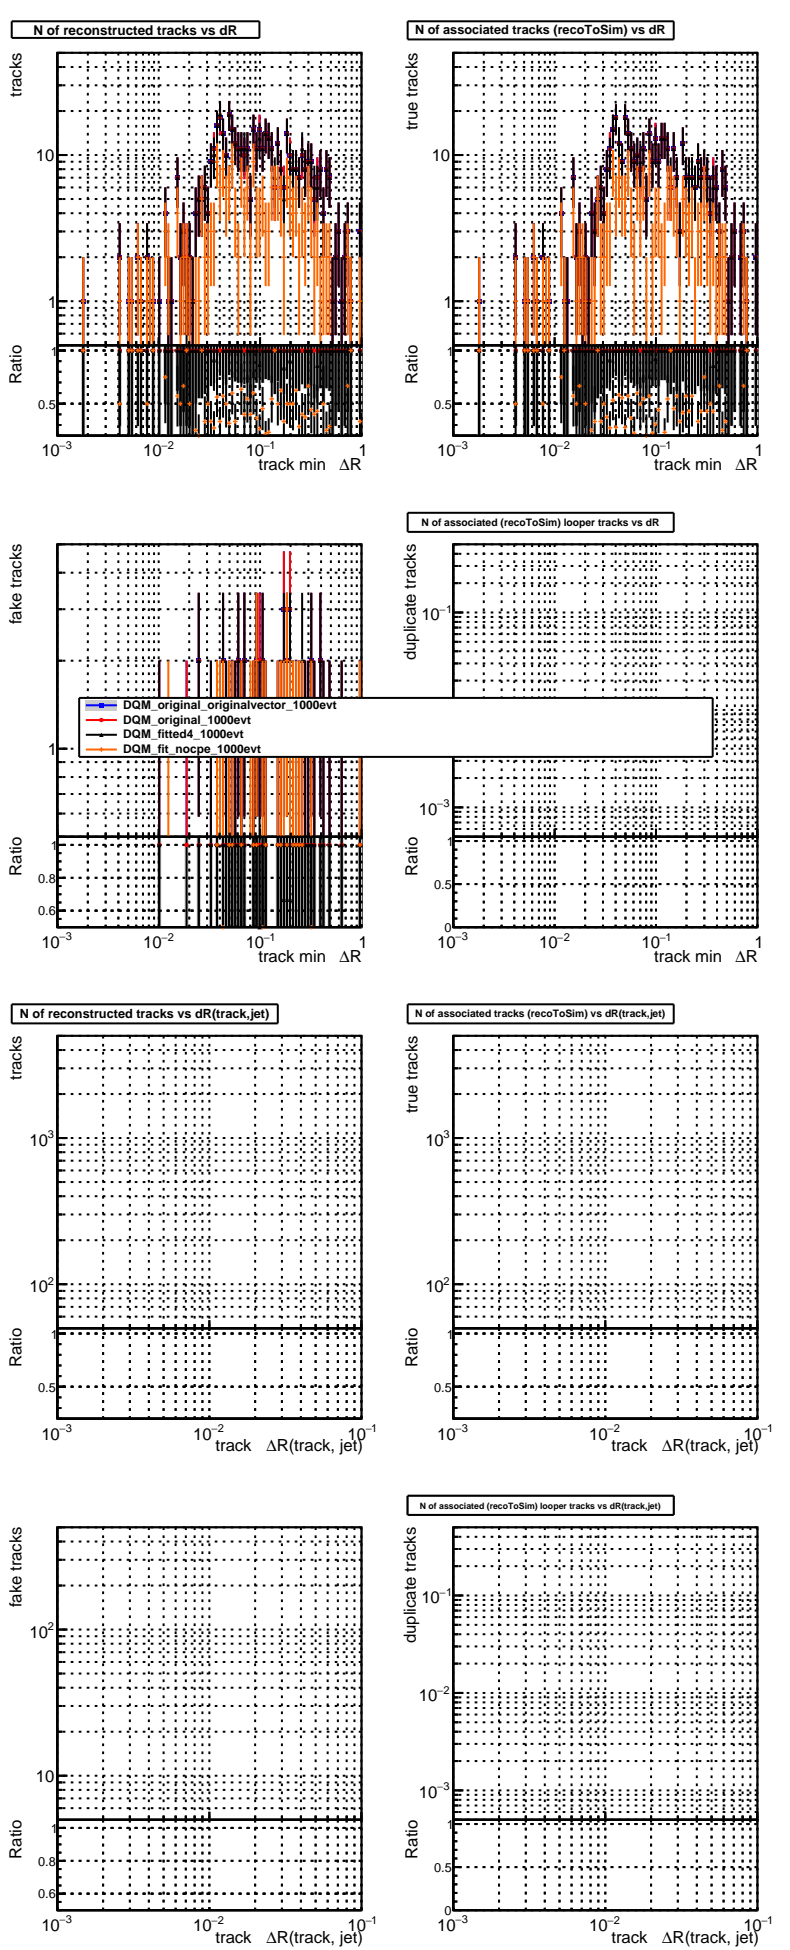 N of reconstructed tracks vs dR
tracks
10
1
Ratio
1
0.5
10⁻³
10⁻²
10⁻¹
1
track min ΔR
N of associated tracks (recoToSim) vs dR
true tracks
10
1
Ratio
1
0.5
10⁻³
10⁻²
10⁻¹
1
track min ΔR
fake tracks
1
Ratio
1
0.8
0.6
10⁻³
10⁻²
10⁻¹
1
track min ΔR
N of associated (recoToSim) looper tracks vs dR
duplicate tracks
10⁻¹
10⁻³
Ratio
1
0.5
0
10⁻³
10⁻²
10⁻¹
1
track min ΔR
DQM_original_originalvector_1000evt
DQM_original_1000evt
DQM_fitted4_1000evt
DQM_fit_nocpe_1000evt
N of reconstructed tracks vs dR(track,jet)
tracks
10³
10²
Ratio
1
0.5
10⁻³
10⁻²
10⁻¹
track ΔR(track, jet)
N of associated tracks (recoToSim) vs dR(track,jet)
true tracks
10³
10²
Ratio
1
0.5
10⁻³
10⁻²
10⁻¹
track ΔR(track, jet)
fake tracks
10²
10
Ratio
1
0.8
0.6
10⁻³
10⁻²
10⁻¹
track ΔR(track, jet)
N of associated (recoToSim) looper tracks vs dR(track,jet)
duplicate tracks
10⁻¹
10⁻²
10⁻³
Ratio
1
0.5
0
10⁻³
10⁻²
10⁻¹
track ΔR(track, jet)